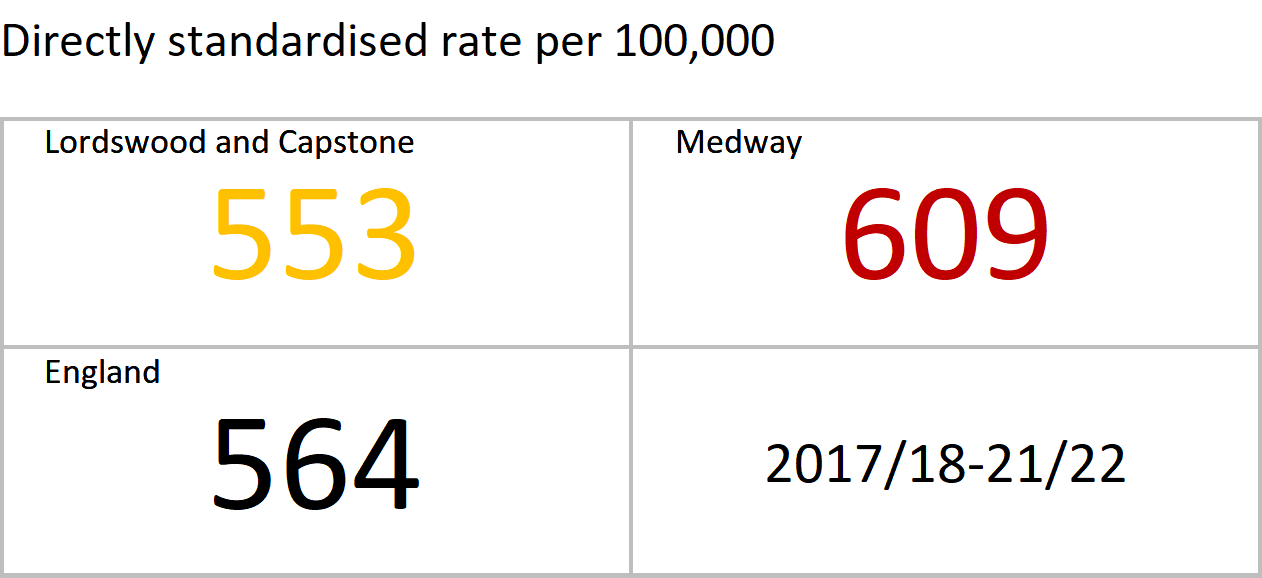 Directly standardised rate per 100,000
Lordswood and Capstone
553
Medway
609
England
564
2017/18-21/22